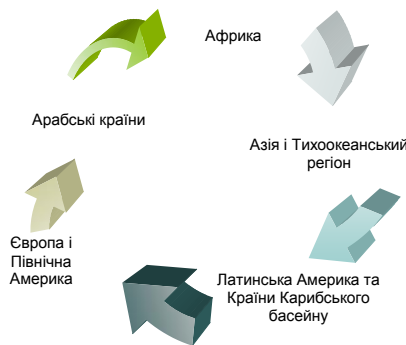 Африка
Арабські країни
Азія і Тихоокеанський
регіон
Європа і
Північна
Америка
Латинська Америка та
Країни Карибського
басейну